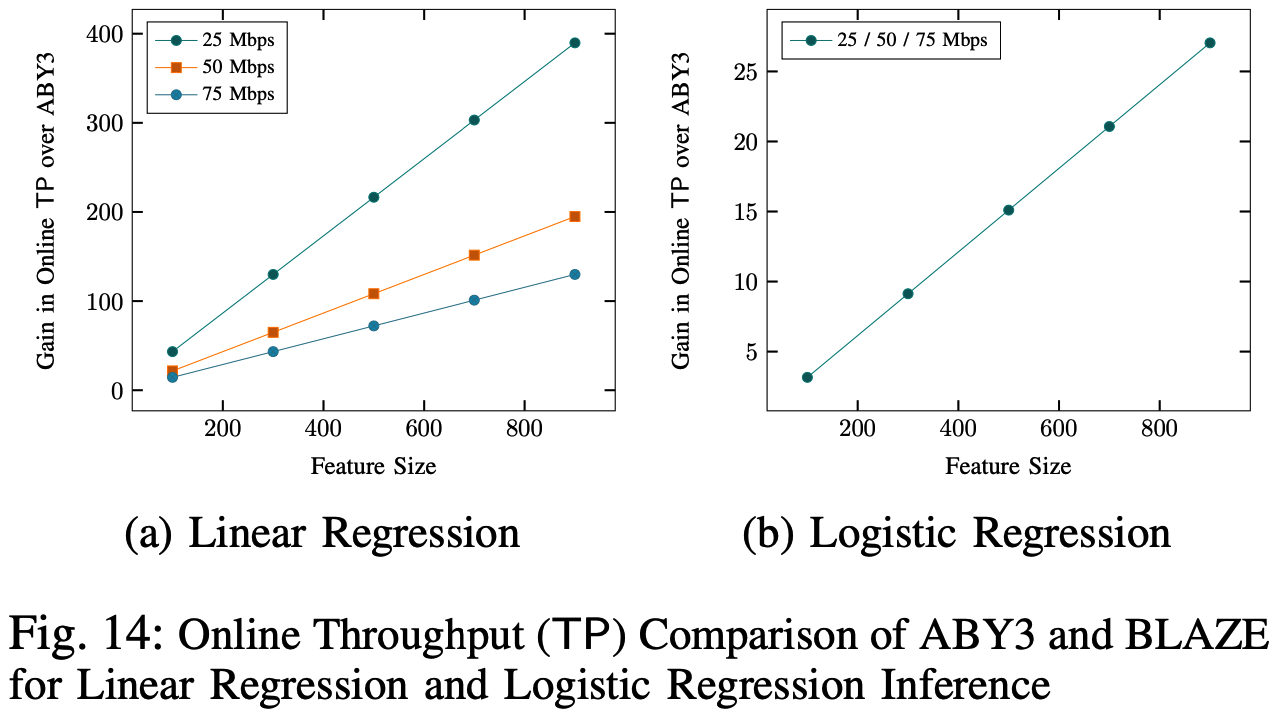 400
300
200
100
0
Gain in Online TP over ABY3
25 Mbps
50 Mbps
75 Mbps
200 400 600 800
Feature Size
(a) Linear Regression
25
20
15
10
5
Gain in Online TP over ABY3
25 / 50 / 75 Mbps
200 400 600 800
Feature Size
(b) Logistic Regression
Fig. 14: Online Throughput (TP) Comparison of ABY3 and BLAZE
for Linear Regression and Logistic Regression Inference